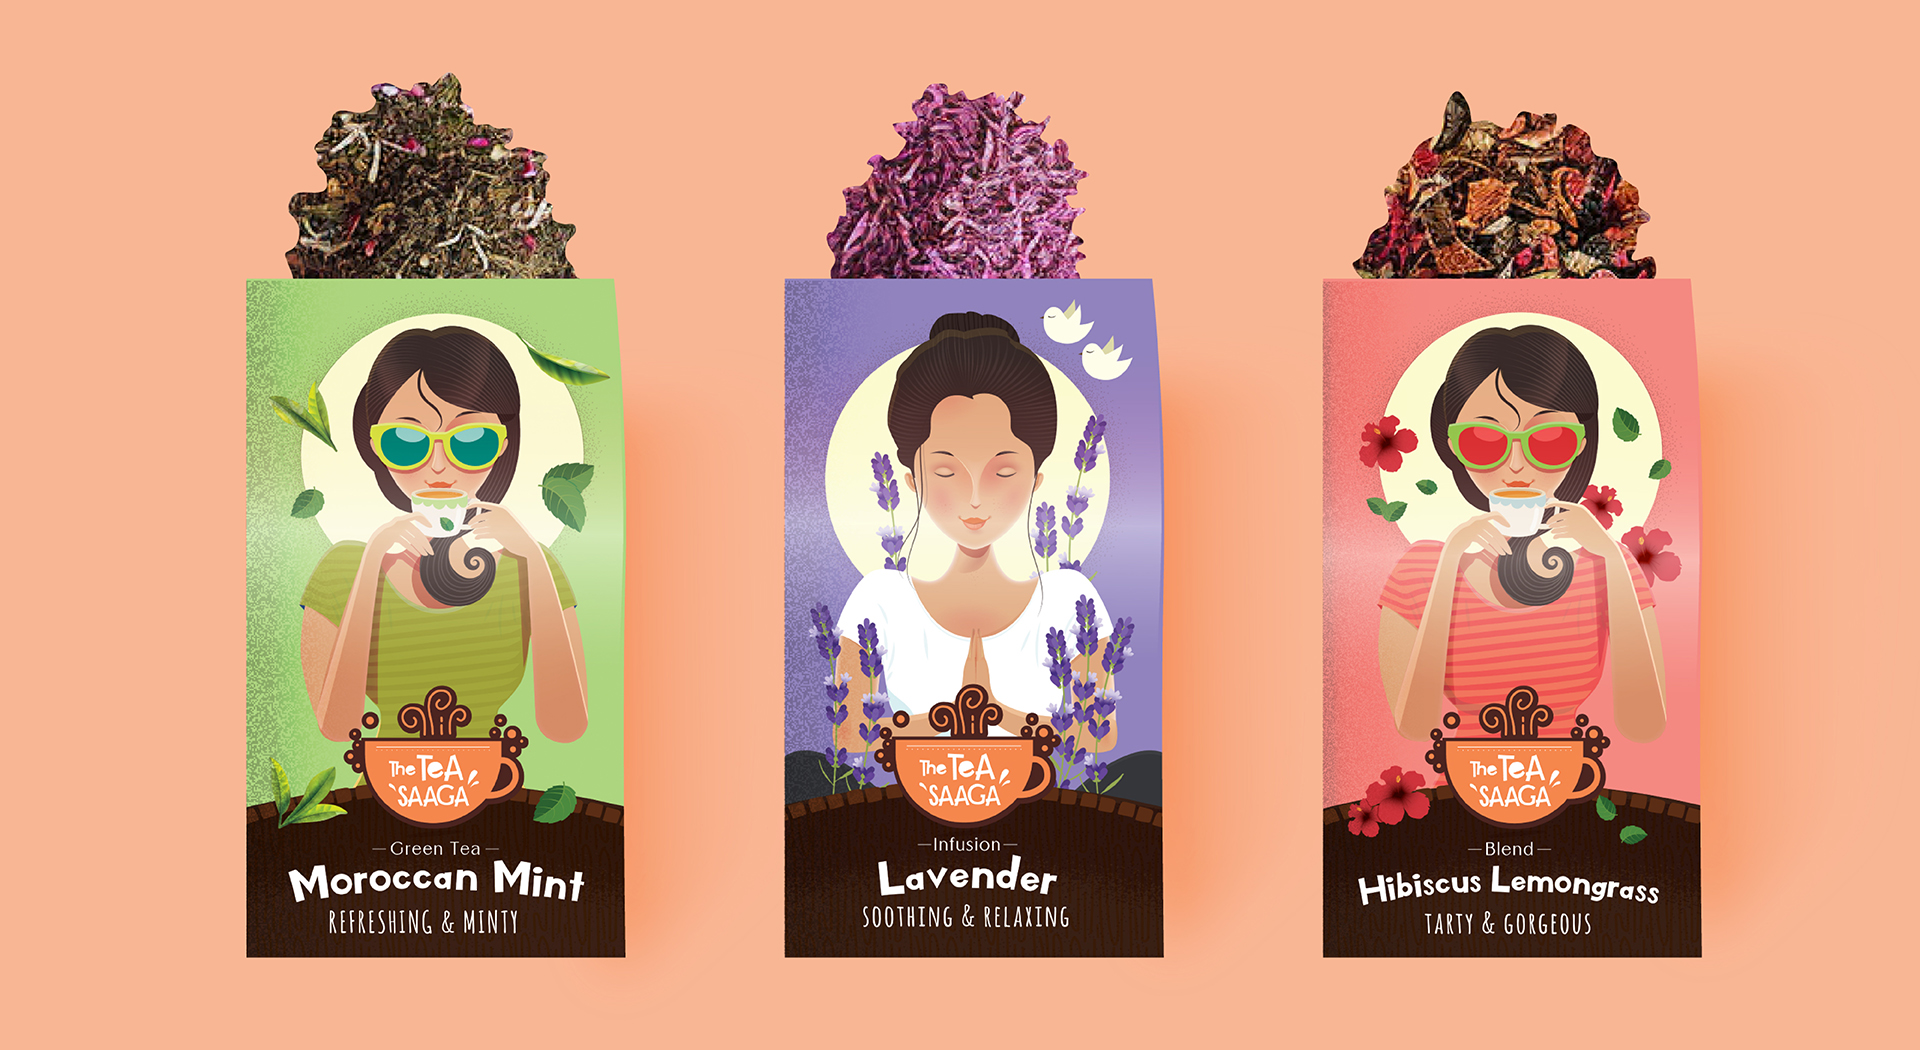 The TeA
SAAGA
— Green Tea —
Moroccan Mint
REFRESHING & MINTY
The TeA
SAAGA
— Infusion —
Lavender
SOOTHING & RELAXING
The TeA
SAAGA
— Blend —
Hibiscus Lemongrass
TARTY & GORGEOUS